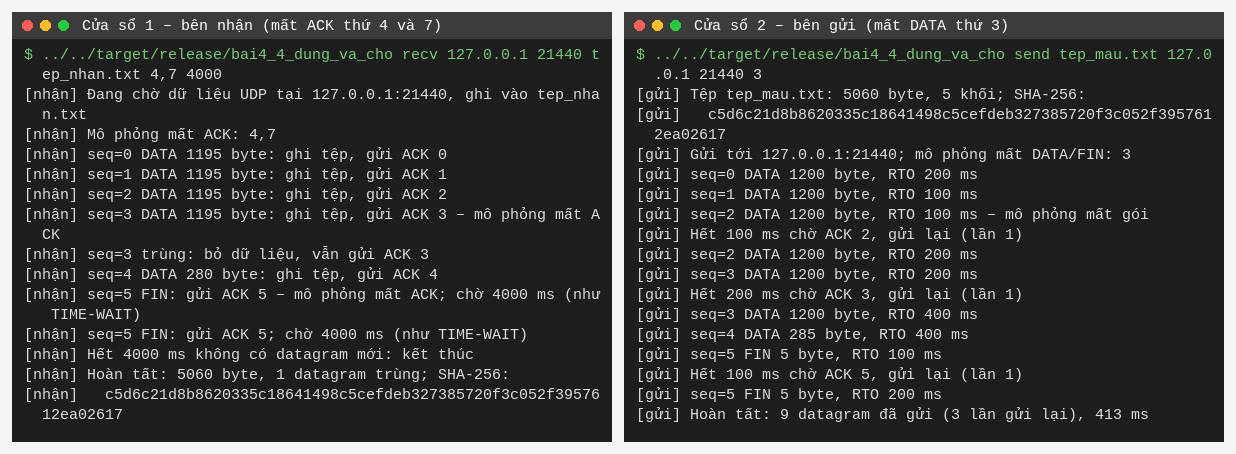 Cửa sổ 1 – bên nhận (mất ACK thứ 4 và 7)
$ ../../target/release/bai4_4_dung_va_cho recv 127.0.0.1 21440 t
ep_nhan.txt 4,7 4000
[nhận] Đang chờ dữ liệu UDP tại 127.0.0.1:21440, ghi vào tep_nha
n.txt
[nhận] Mô phỏng mất ACK: 4,7
[nhận] seq=0 DATA 1195 byte: ghi tệp, gửi ACK 0
[nhận] seq=1 DATA 1195 byte: ghi tệp, gửi ACK 1
[nhận] seq=2 DATA 1195 byte: ghi tệp, gửi ACK 2
[nhận] seq=3 DATA 1195 byte: ghi tệp, gửi ACK 3 – mô phỏng mất A
CK
[nhận] seq=3 trùng: bỏ dữ liệu, vẫn gửi ACK 3
[nhận] seq=4 DATA 280 byte: ghi tệp, gửi ACK 4
[nhận] seq=5 FIN: gửi ACK 5 – mô phỏng mất ACK; chờ 4000 ms (như
TIME-WAIT)
[nhận] seq=5 FIN: gửi ACK 5; chờ 4000 ms (như TIME-WAIT)
[nhận] Hết 4000 ms không có datagram mới: kết thúc
[nhận] Hoàn tất: 5060 byte, 1 datagram trùng; SHA-256:
[nhận]   c5d6c21d8b8620335c18641498c5cefdeb327385720f3c052f39576
12ea02617
Cửa sổ 2 – bên gửi (mất DATA thứ 3)
$ ../../target/release/bai4_4_dung_va_cho send tep_mau.txt 127.0
.0.1 21440 3
[gửi] Tệp tep_mau.txt: 5060 byte, 5 khối; SHA-256:
[gửi]   c5d6c21d8b8620335c18641498c5cefdeb327385720f3c052f395761
2ea02617
[gửi] Gửi tới 127.0.0.1:21440; mô phỏng mất DATA/FIN: 3
[gửi] seq=0 DATA 1200 byte, RTO 200 ms
[gửi] seq=1 DATA 1200 byte, RTO 100 ms
[gửi] seq=2 DATA 1200 byte, RTO 100 ms – mô phỏng mất gói
[gửi] Hết 100 ms chờ ACK 2, gửi lại (lần 1)
[gửi] seq=2 DATA 1200 byte, RTO 200 ms
[gửi] seq=3 DATA 1200 byte, RTO 200 ms
[gửi] Hết 200 ms chờ ACK 3, gửi lại (lần 1)
[gửi] seq=3 DATA 1200 byte, RTO 400 ms
[gửi] seq=4 DATA 285 byte, RTO 400 ms
[gửi] seq=5 FIN 5 byte, RTO 100 ms
[gửi] Hết 100 ms chờ ACK 5, gửi lại (lần 1)
[gửi] seq=5 FIN 5 byte, RTO 200 ms
[gửi] Hoàn tất: 9 datagram đã gửi (3 lần gửi lại), 413 ms